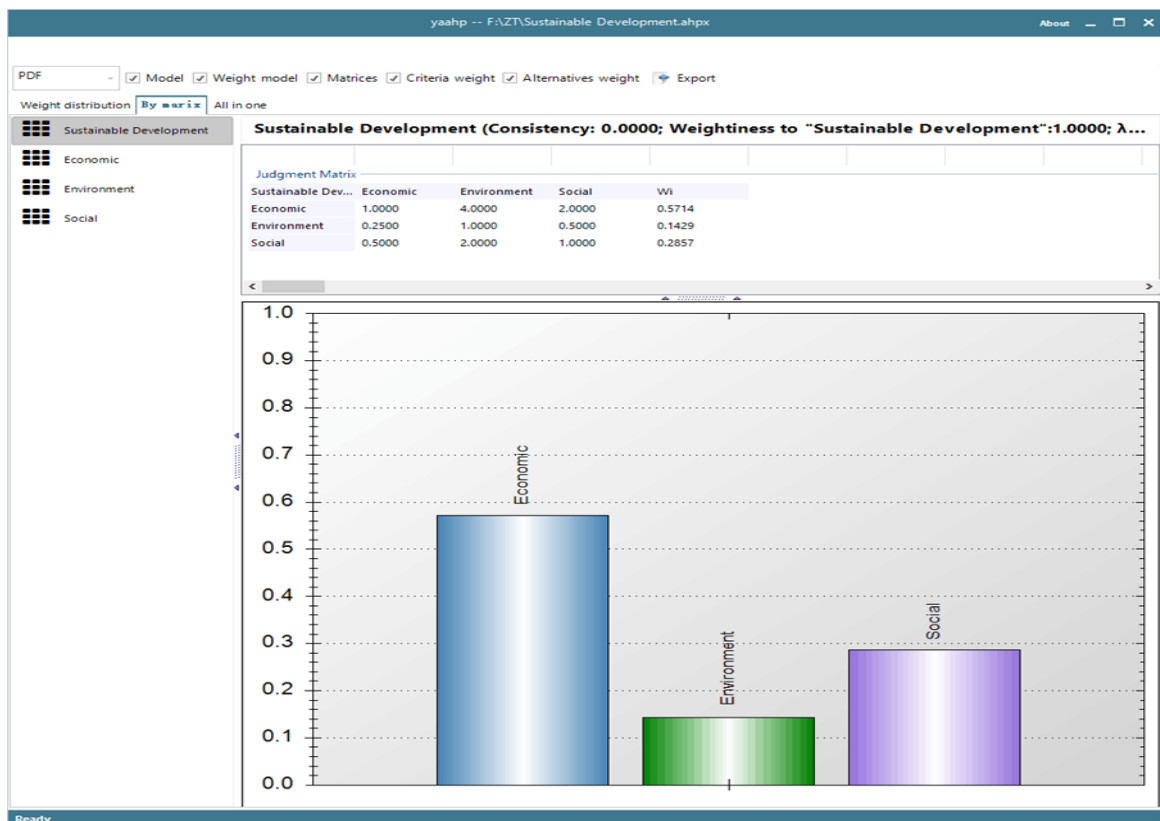 yaahp -- F:\ZT\Sustainable Development.ahpx About
PDF Model Weight model Matrices Criteria weight Alternatives weight Export
Weight distribution By marix All in one
Sustainable Development
Economic
Environment
Social
Sustainable Development (Consistency: 0.0000; Weightiness to "Sustainable Development":1.0000; λ...
Judgment Matrix
Sustainable Dev... Economic Environment Social Wi
Economic 1.0000 4.0000 2.0000 0.5714
Environment 0.2500 1.0000 0.5000 0.1429
Social 0.5000 2.0000 1.0000 0.2857
1.0
0.9
0.8
0.7
0.6
0.5
0.4
0.3
0.2
0.1
0.0
Economic
Environment
Social
Ready